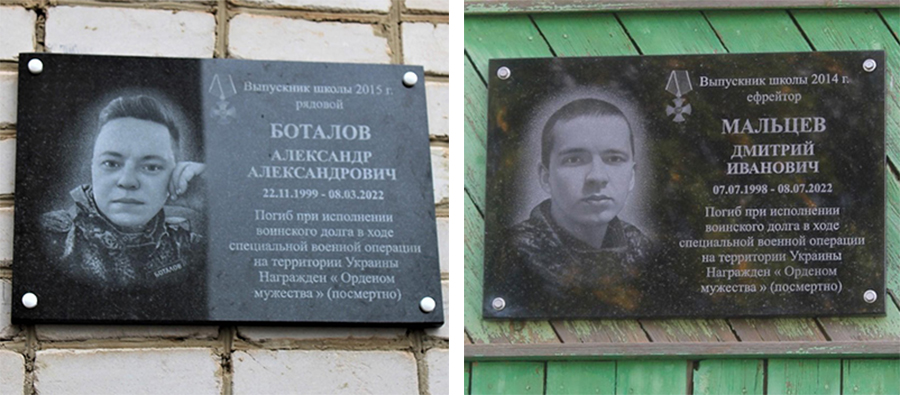 Выпускник школы 2015 г.
рядовой
БОТАЛОВ
АЛЕКСАНДР
АЛЕКСАНДРОВИЧ
22.11.1999 - 08.03.2022
Погиб при исполнении
воинского долга в ходе
специальной военной операции
на территории Украины
Награжден « Орденом
мужества » (посмертно)
БОТАЛОВ
Выпускник школы 2014 г.
ефрейтор
МАЛЬЦЕВ
ДМИТРИЙ
ИВАНОВИЧ
07.07.1998 - 08.07.2022
Погиб при исполнении
воинского долга в ходе
специальной военной операции
на территории Украины
Награжден « Орденом
мужества » (посмертно)